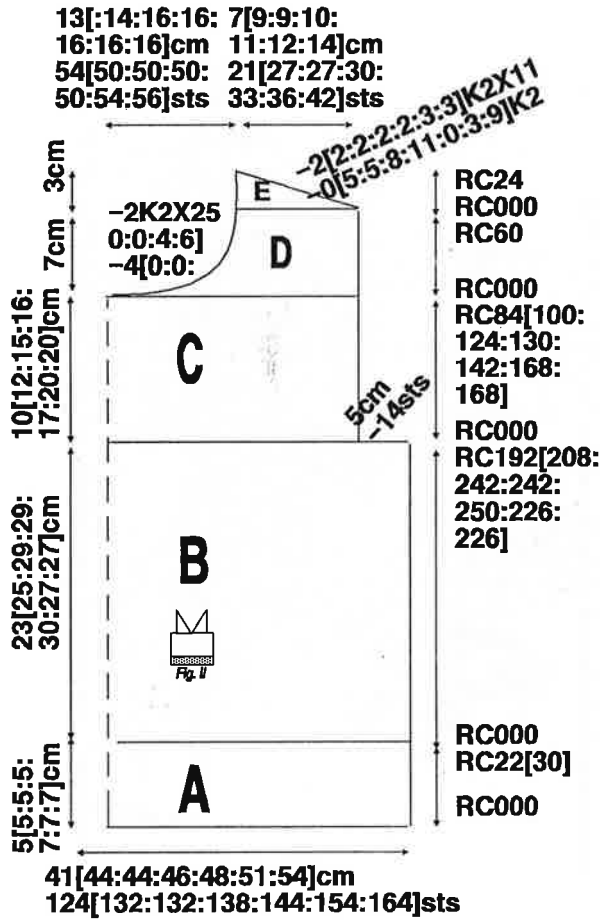 13[:14:16:16:
16:16:16]cm
54[50:50:50:
50:54:56]sts
7[9:9:10:
11:12:14]cm
21[27:27:30:
33:36:42]sts
-2[2:2:2:2:3:3]K2X11
-0[5:5:8:11:0:3:9]K2
3cm
E
RC24
RC000
-2K2X25
0:0:4:6]
-4[0:0:
7cm
D
RC60
RC000
10[12:15:16:
17:20:20]cm
C
RC84[100:
124:130:
142:168:
168]
5cm
-14sts
RC000
23[25:29:29:
30:27:27]cm
B
Fig. II
RC192[208:
242:242:
250:226:
226]
RC000
5[5:5:5:
7:7:7]cm
A
RC22[30]
RC000
41[44:44:46:48:51:54]cm
124[132:132:138:144:154:164]sts